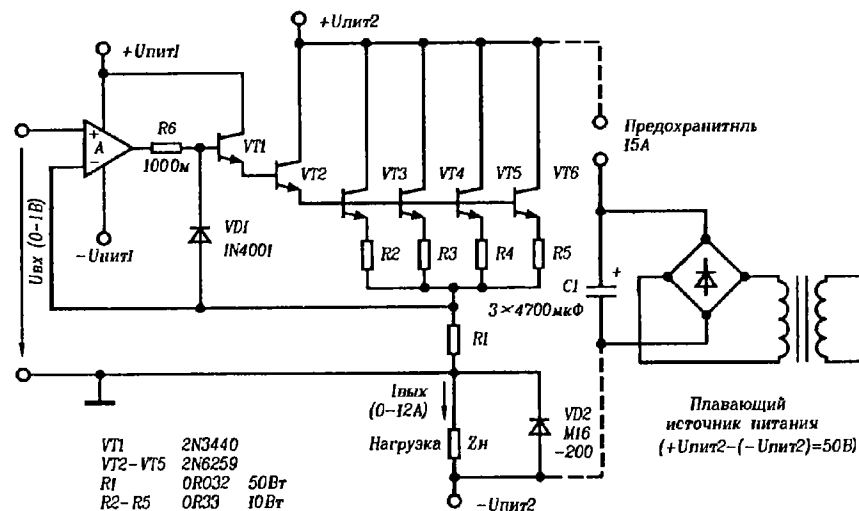 +Uпит2
+Uпит1
R6
100Ом
A
VT1
VT2
VT3
VT4
VT5
VT6
Предохранитнль
15А
Uвх (0-1В)
VD1
1N4001
-Uпит1
R2
R3
R4
R5
C1
+
3×4700мкФ
R1
Iвых
(0-12А)
Нагрузка
Zн
VD2
М16
-200
Плавающий
источник питания
(+Uпит2-(-Uпит2)=50В)
-Uпит2
VT1 2N3440
VT2-VT5 2N6259
R1 0R032 50Вт
R2-R5 0R33 10Вт